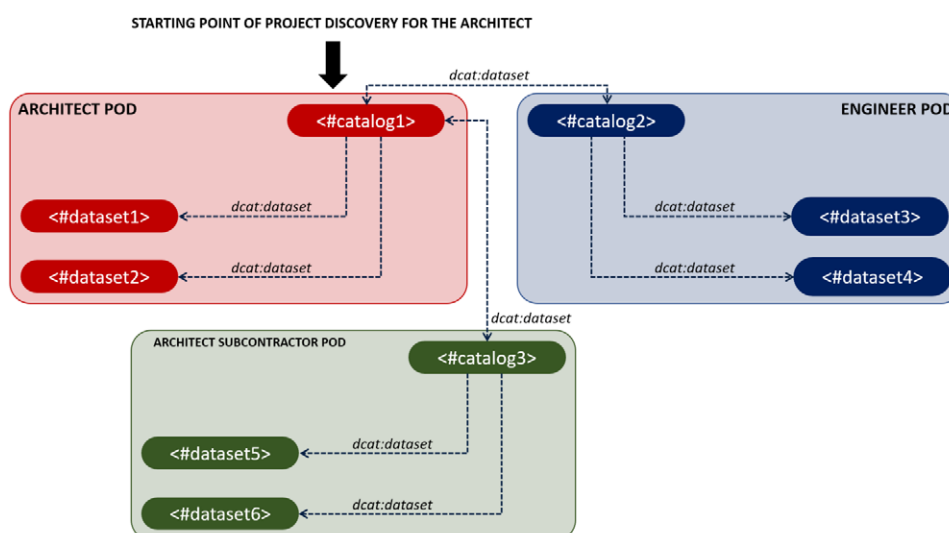 STARTING POINT OF PROJECT DISCOVERY FOR THE ARCHITECT
dcat:dataset
ARCHITECT POD
ENGINEER POD
<#catalog1>
<#catalog2>
<#dataset1>
dcat:dataset
dcat:dataset
<#dataset3>
<#dataset2>
dcat:dataset
dcat:dataset
<#dataset4>
dcat:dataset
ARCHITECT SUBCONTRACTOR POD
<#catalog3>
<#dataset5>
dcat:dataset
<#dataset6>
dcat:dataset